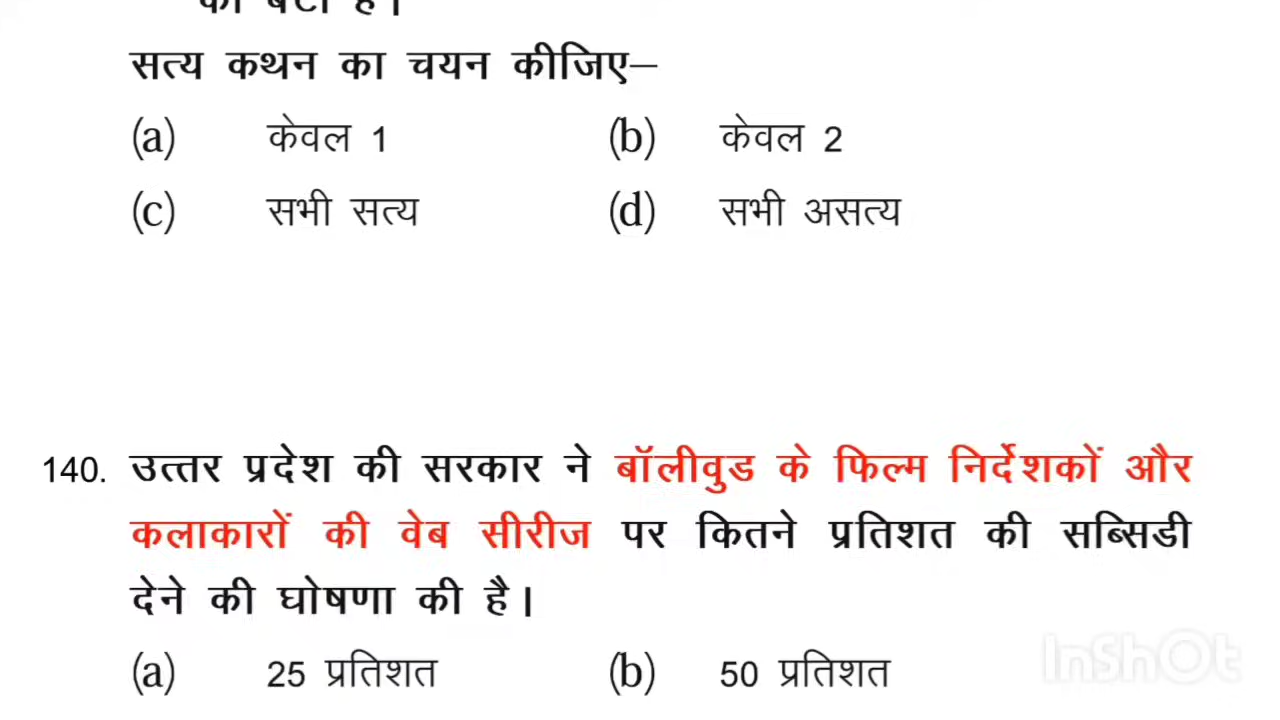 का बेटा है।
सत्य कथन का चयन कीजिए–
(a) केवल 1 (b) केवल 2
(c) सभी सत्य (d) सभी असत्य
140. उत्तर प्रदेश की सरकार ने बॉलीवुड के फिल्म निर्देशकों और
कलाकारों की वेब सीरीज पर कितने प्रतिशत की सब्सिडी
देने की घोषणा की है।
(a) 25 प्रतिशत (b) 50 प्रतिशत
InShOt